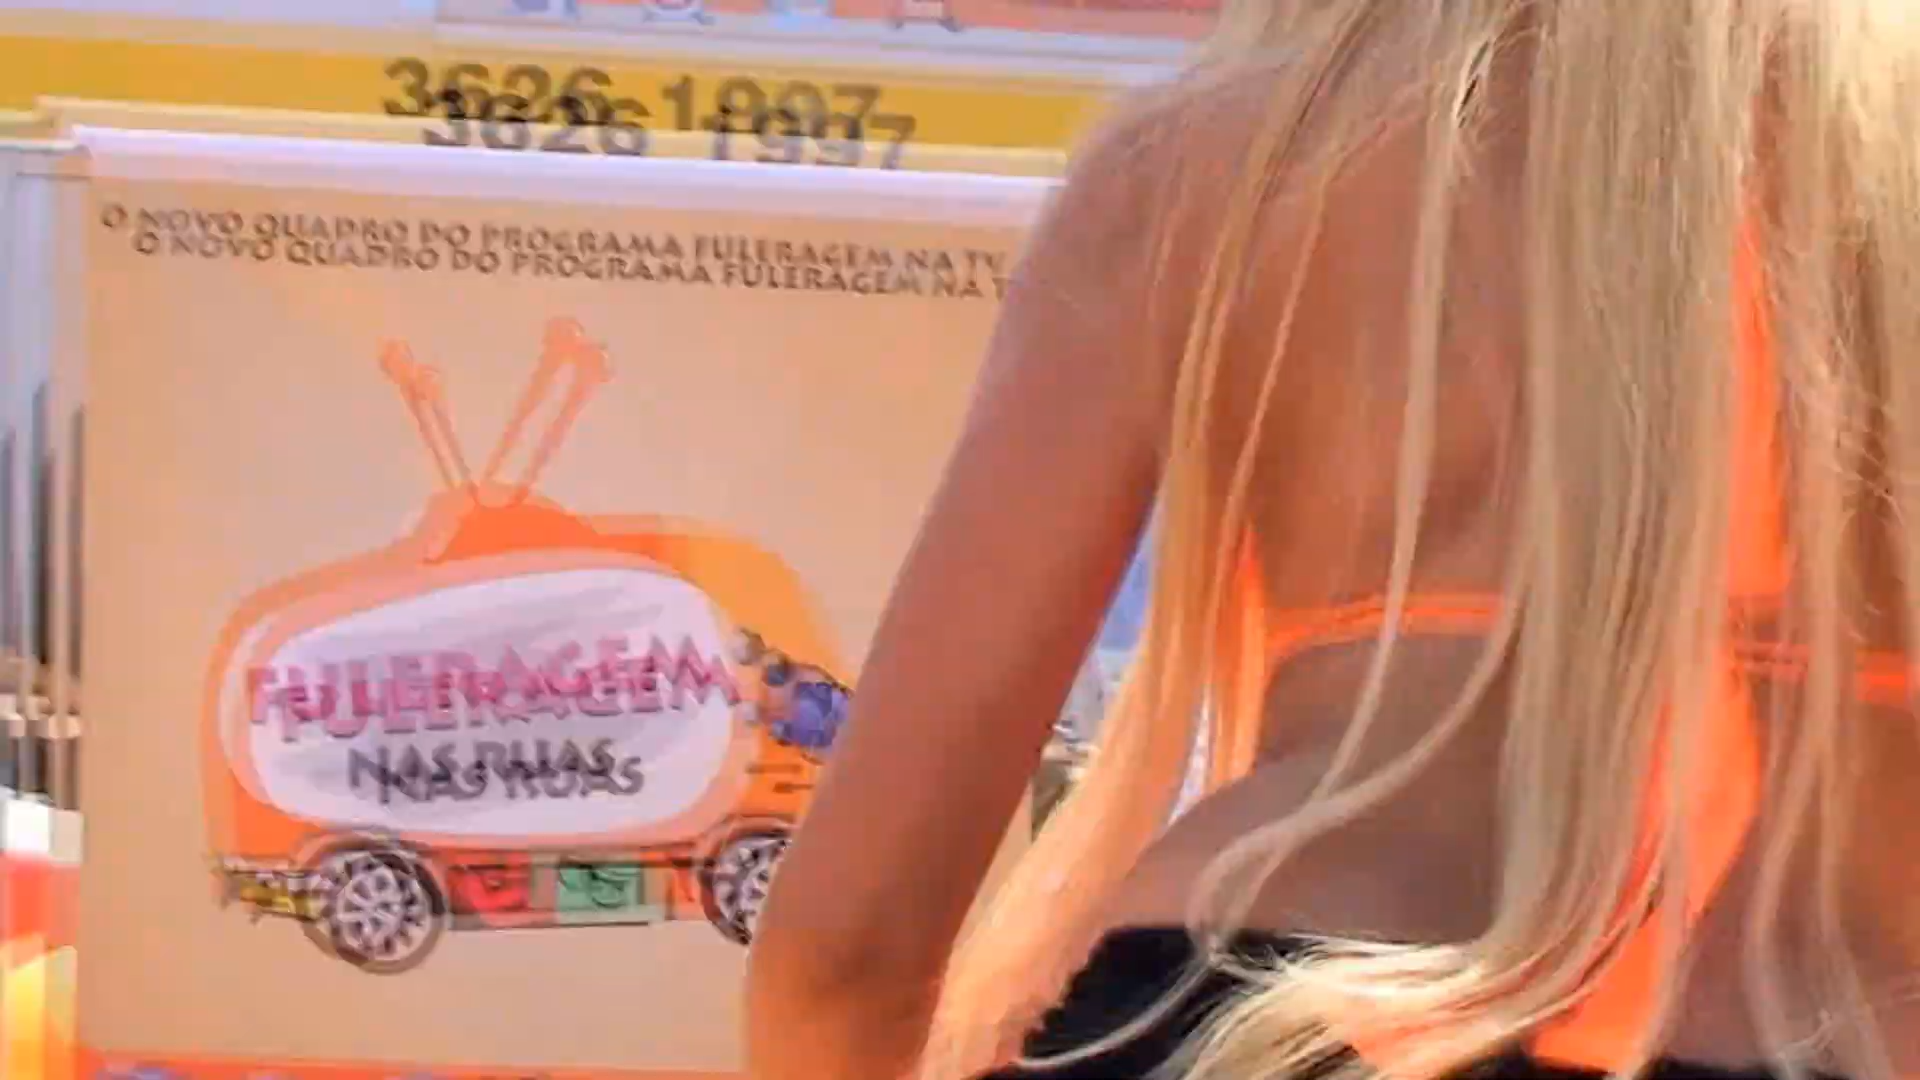 3626 1997
O NOVO QUADRO DO PROGRAMA FULERAGEM NA TV
FULERAGEM
NAS RUAS